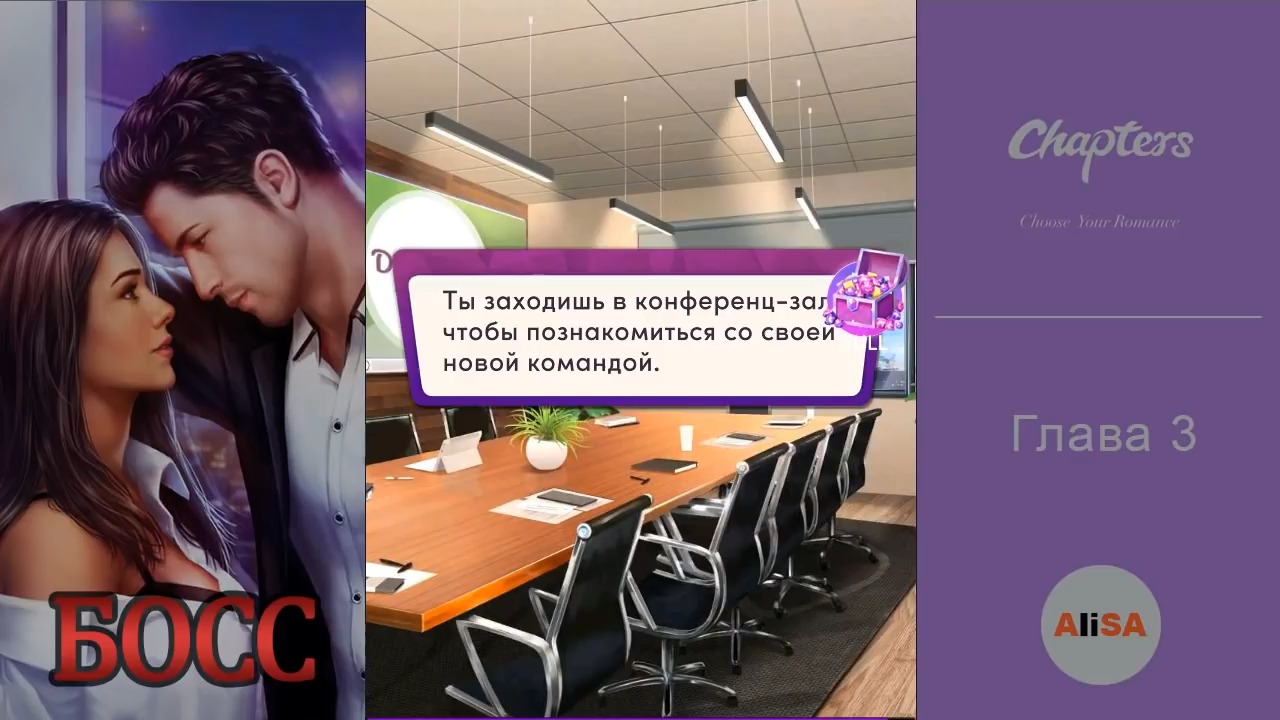 БОСС
Ты заходишь в конференц-зал
чтобы познакомиться со своей
новой командой.
Chapters
Choose Your Romance
Глава 3
AliSA